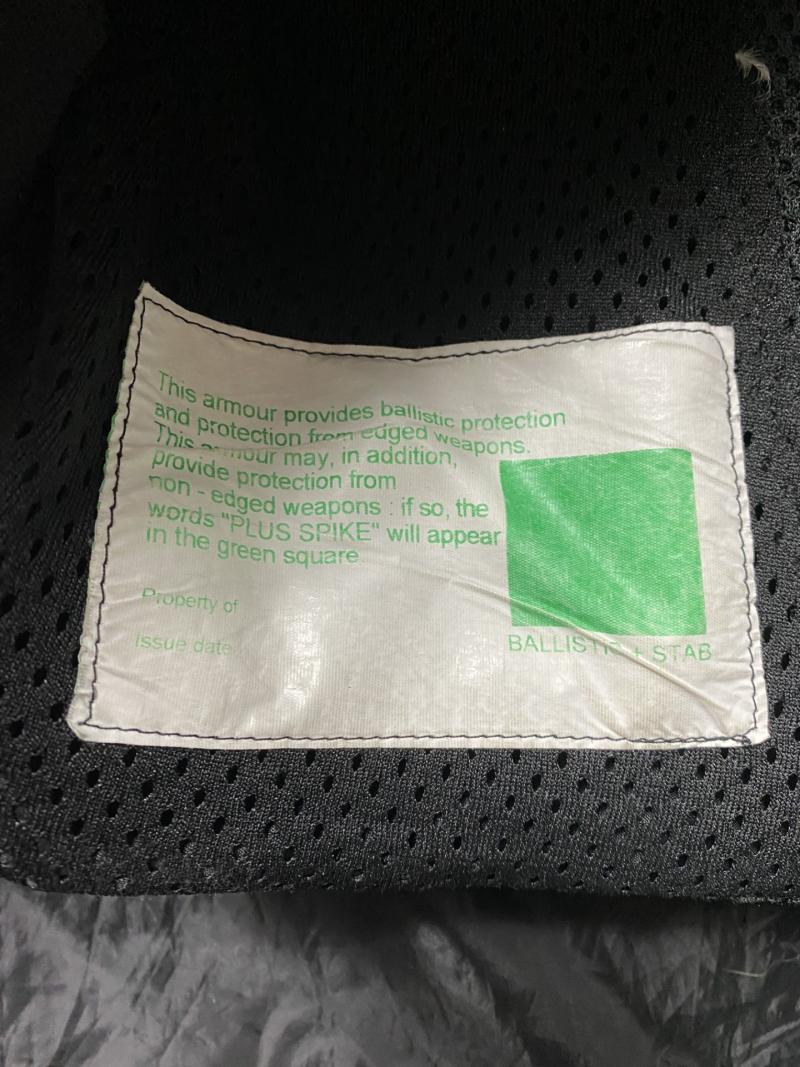 This armour provides ballistic protection
and protection from edged weapons.
This armour may, in addition,
provide protection from
non - edged weapons : if so, the
words "PLUS SPIKE" will appear
in the green square
Property of
Issue date
BALLISTIC + STAB